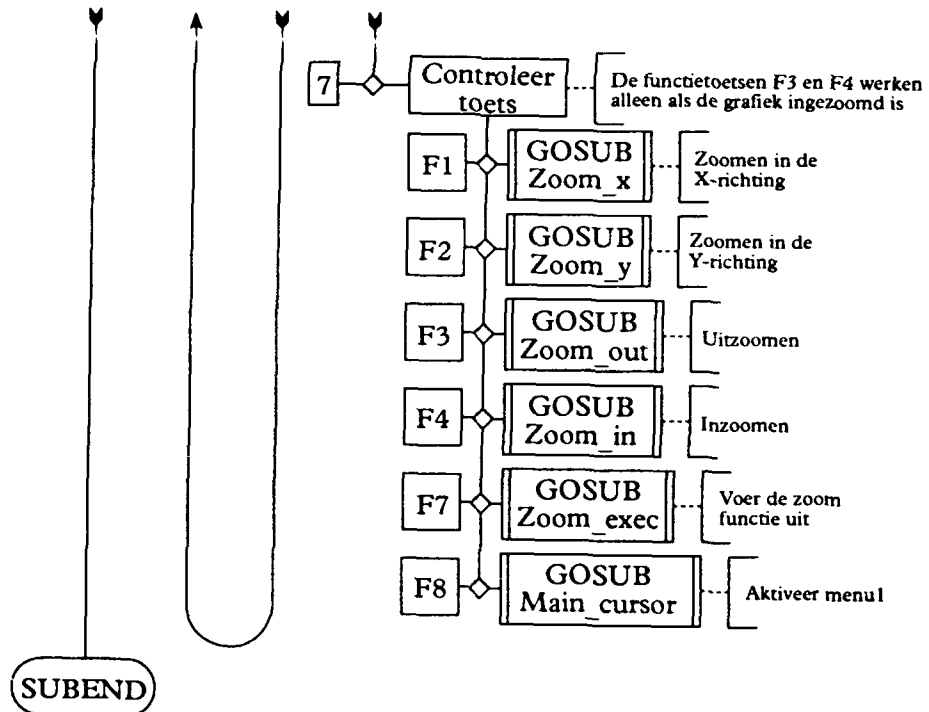 7
Controleer
toets
De functietoetsen F3 en F4 werken
alleen als de grafiek ingezoomd is
F1
GOSUB
Zoom_x
Zoomen in de
X-richting
F2
GOSUB
Zoom_y
Zoomen in de
Y-richting
F3
GOSUB
Zoom_out
Uitzoomen
F4
GOSUB
Zoom_in
Inzoomen
F7
GOSUB
Zoom_exec
Voer de zoom
functie uit
F8
GOSUB
Main_cursor
Aktiveer menu1
SUBEND